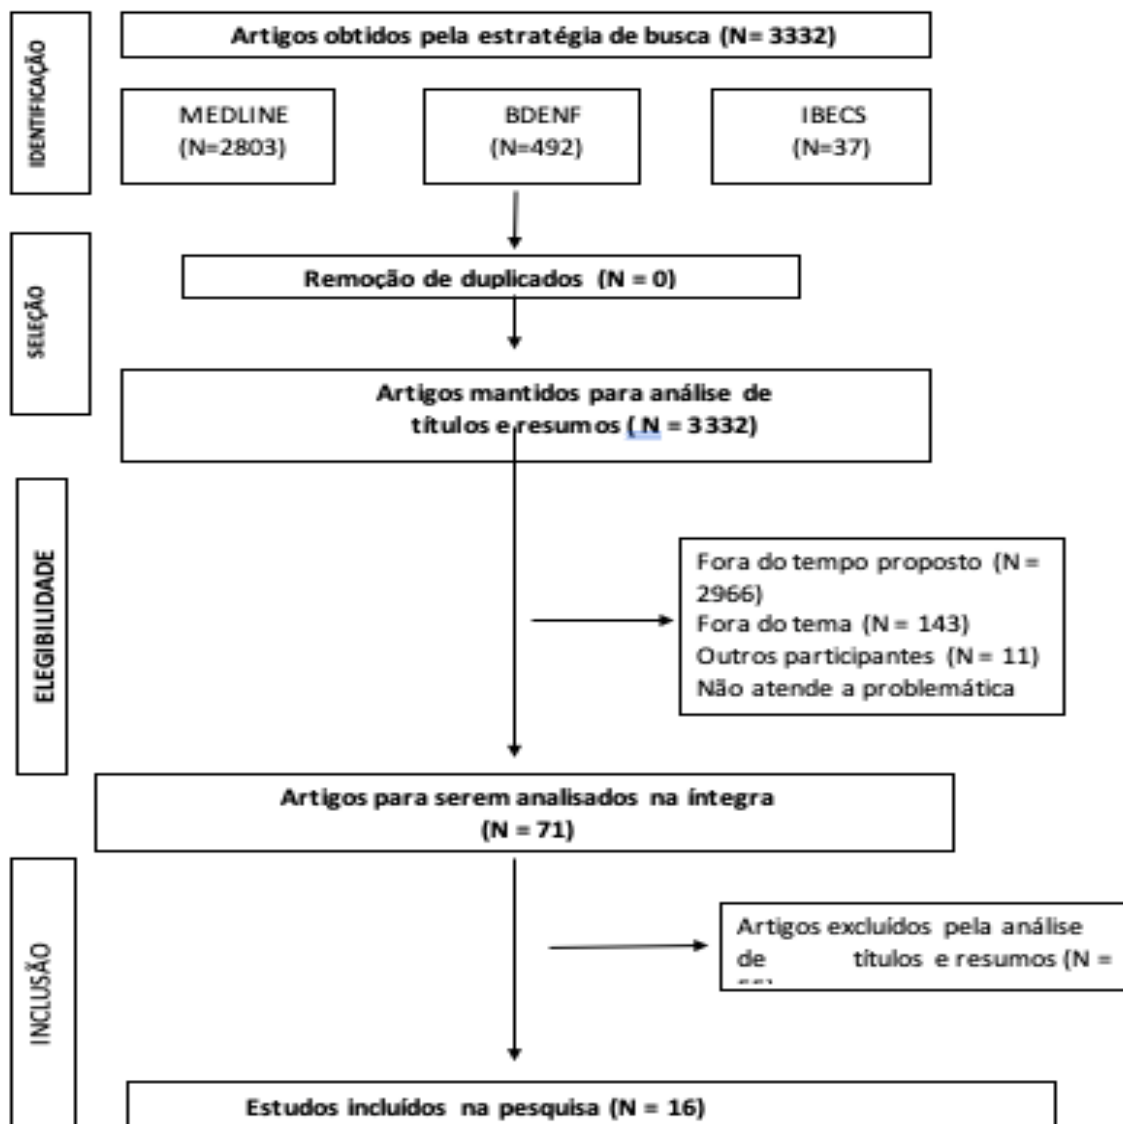 IDENTIFICAÇÃO
Artigos obtidos pela estratégia de busca (N= 3332)
MEDLINE
(N=2803)
BDENF
(N=492)
IBECS
(N=37)
SELEÇÃO
Remoção de duplicados (N = 0)
Artigos mantidos para análise de
títulos e resumos ( N = 3332)
ELEGIBILIDADE
Fora do tempo proposto (N =
2966)
Fora do tema (N = 143)
Outros participantes (N = 11)
Não atende a problemática
Artigos para serem analisados na íntegra
(N = 71)
INCLUSÃO
Artigos excluídos pela análise
de títulos e resumos (N =
Estudos incluídos na pesquisa (N = 16)